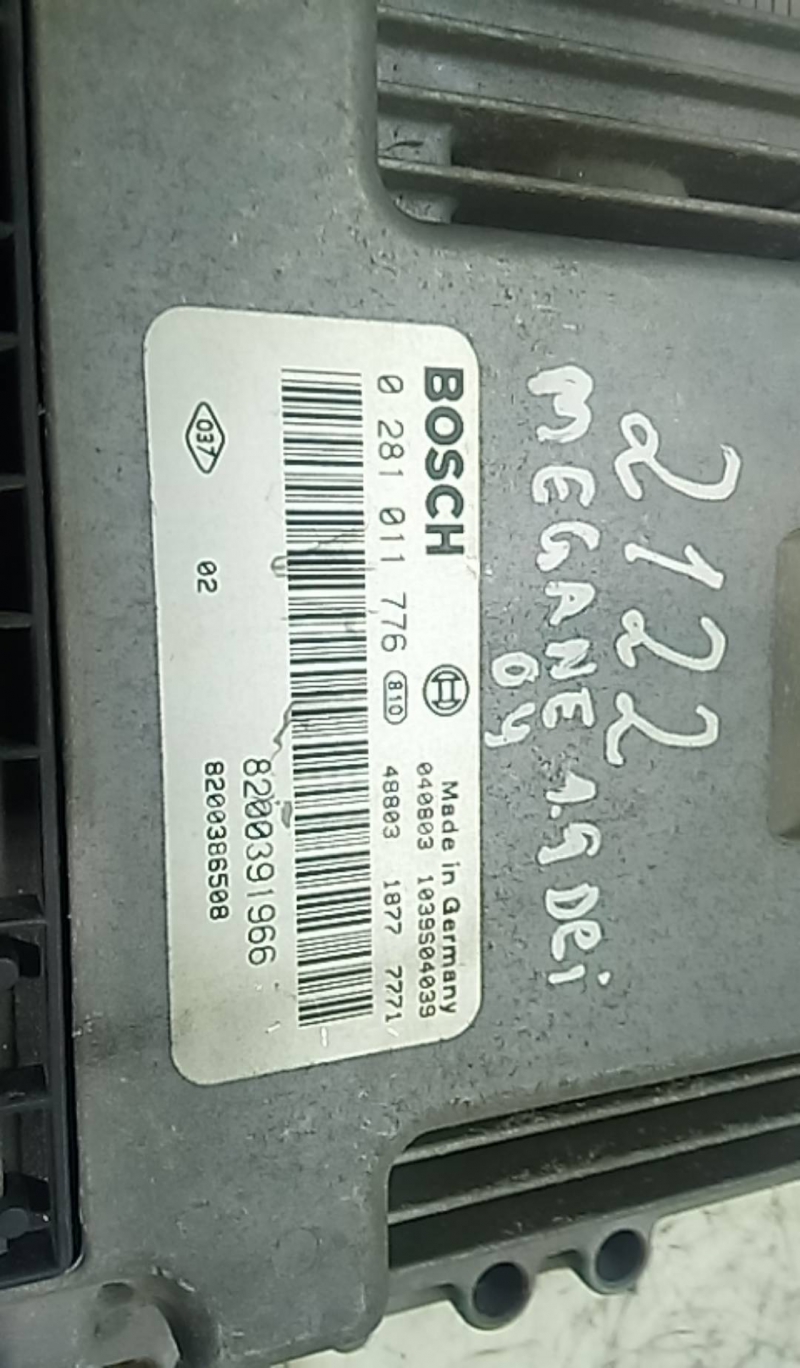 2122
MEGANE 1.9 DCi
04
BOSCH
Made in Germany
040803 1039S04039
0 281 011 776 810 48803 1877 7771
8200391966
037 02 8200386508